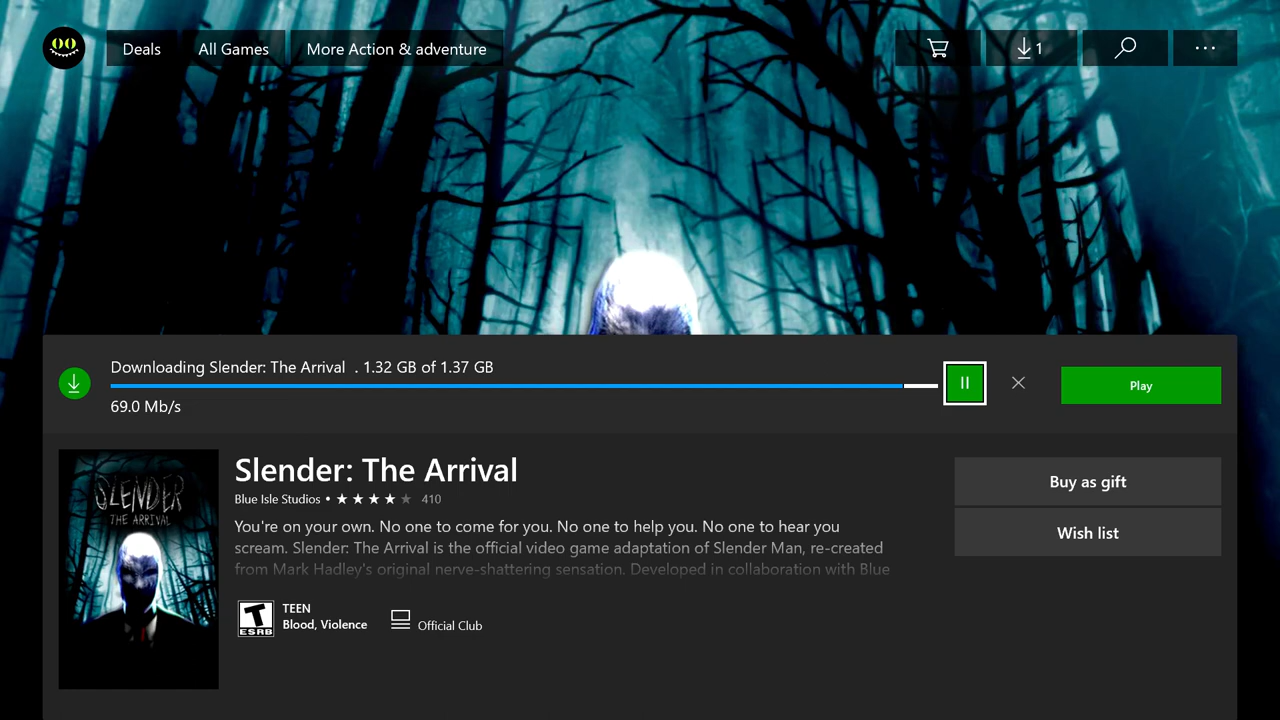 Deals All Games More Action & adventure 1
Downloading Slender: The Arrival . 1.32 GB of 1.37 GB
69.0 Mb/s
Play
Slender: The Arrival
Blue Isle Studios • ★ ★ ★ ★ ★ 410
You're on your own. No one to come for you. No one to help you. No one to hear you
scream. Slender: The Arrival is the official video game adaptation of Slender Man, re-created
from Mark Hadley's original nerve-shattering sensation. Developed in collaboration with Blue
Buy as gift
Wish list
SLENDER
THE ARRIVAL
T
ESRB
TEEN
Blood, Violence
Official Club